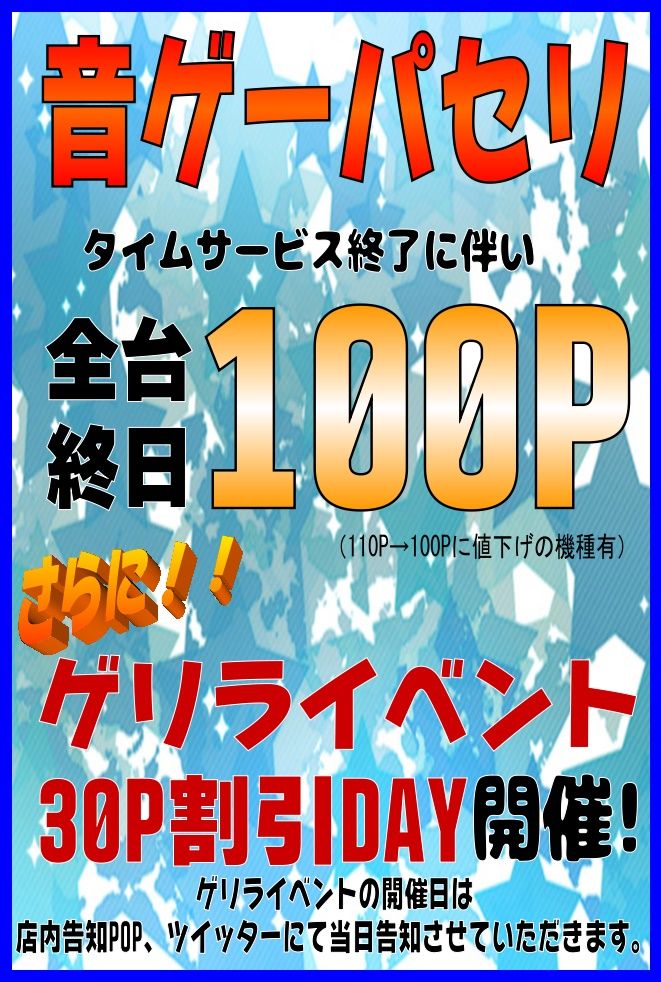 音ゲーパセリ
タイムサービス終了に伴い
全台
終日
100P
(110P→100Pに値下げの機種有)
さらに!!
ゲリライベント
30P割引DAY開催!
ゲリライベントの開催日は
店内告知POP、ツイッターにて当日告知させていただきます。